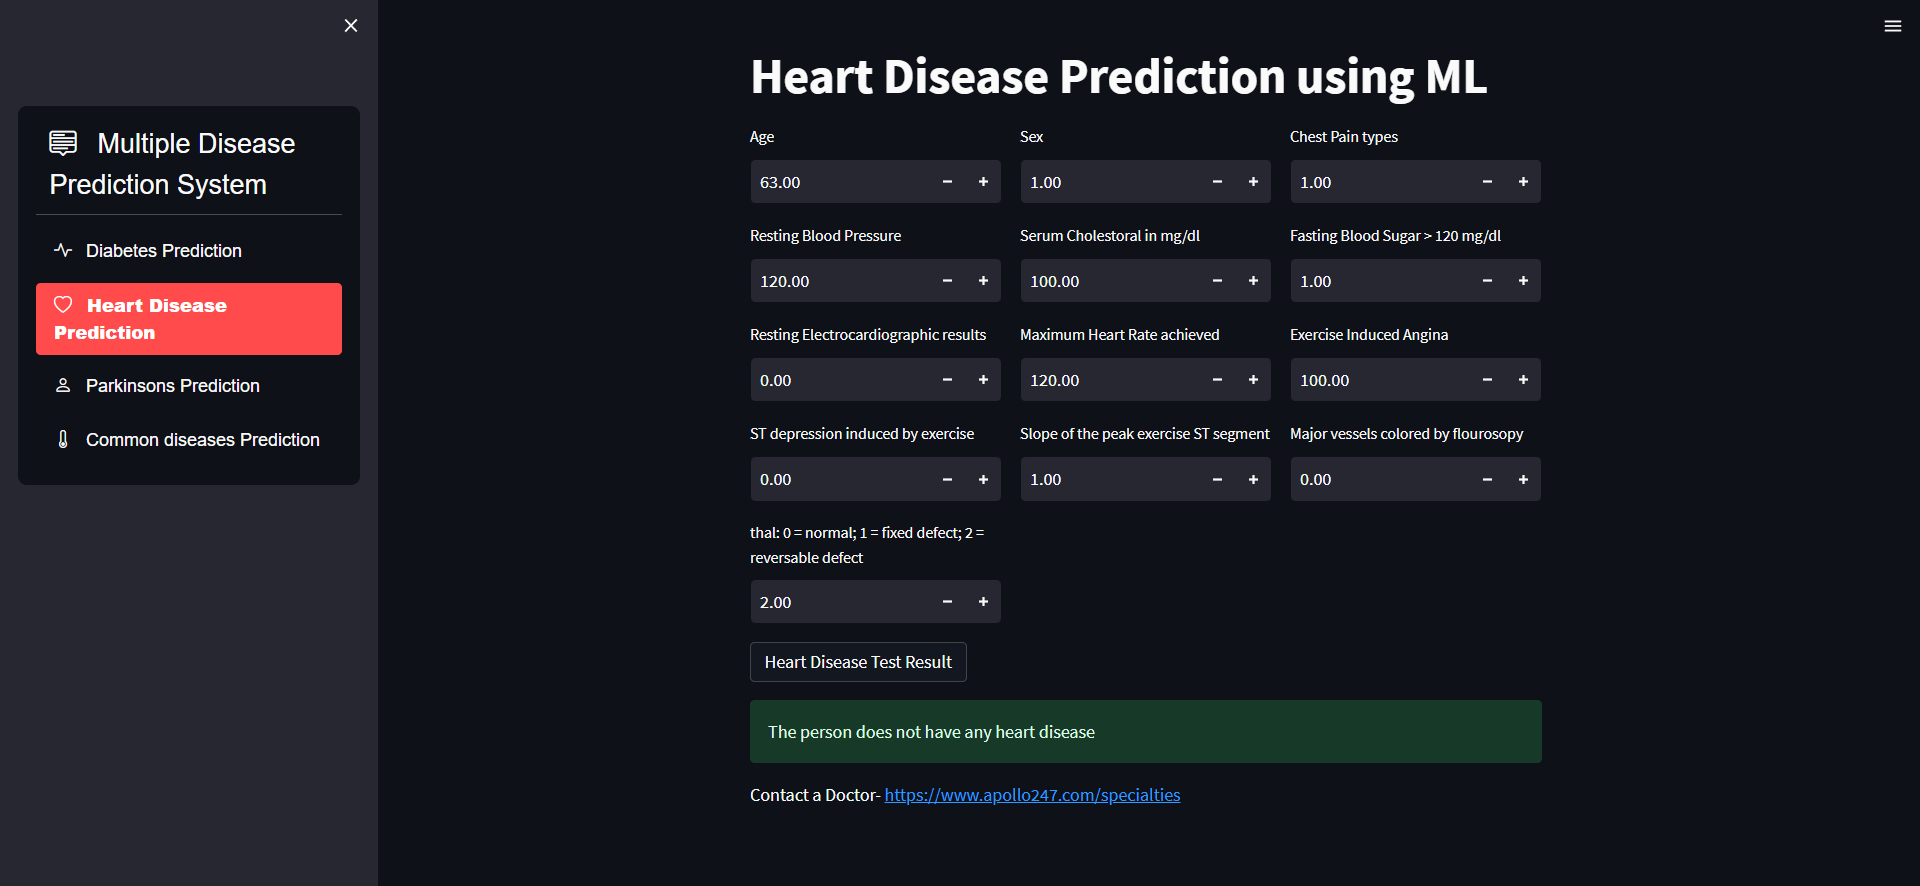 Multiple Disease
Prediction System
Diabetes Prediction
Heart Disease
Prediction
Parkinsons Prediction
Common diseases Prediction
Heart Disease Prediction using ML
Age Sex Chest Pain types
63.00 1.00 1.00
Resting Blood Pressure Serum Cholestoral in mg/dl Fasting Blood Sugar > 120 mg/dl
120.00 100.00 1.00
Resting Electrocardiographic results Maximum Heart Rate achieved Exercise Induced Angina
0.00 120.00 100.00
ST depression induced by exercise Slope of the peak exercise ST segment Major vessels colored by flourosopy
0.00 1.00 0.00
thal: 0 = normal; 1 = fixed defect; 2 =
reversable defect
2.00
Heart Disease Test Result
The person does not have any heart disease
Contact a Doctor- https://www.apollo247.com/specialties